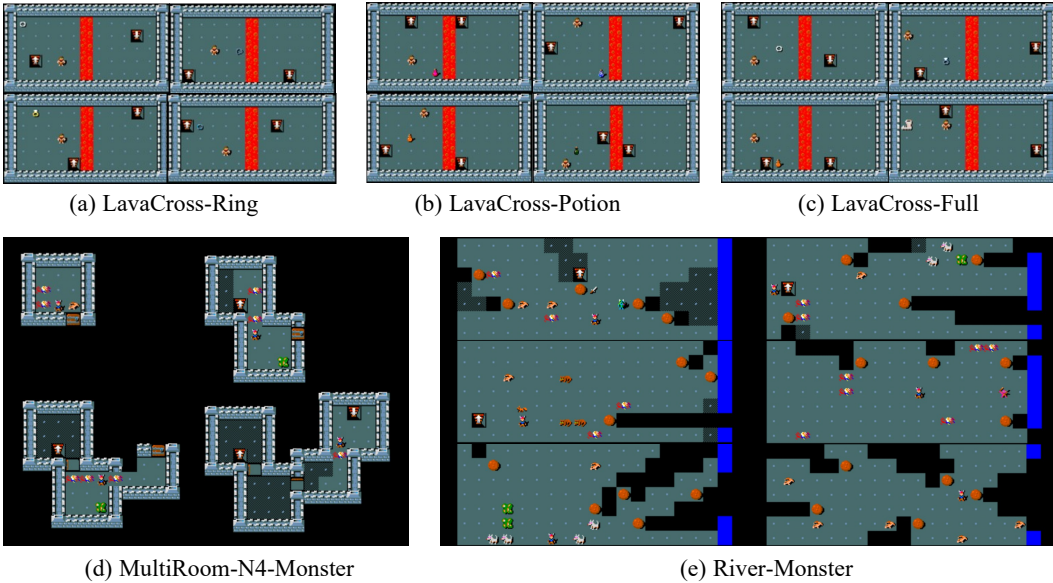 (a) LavaCross-Ring
(b) LavaCross-Potion
(c) LavaCross-Full
(d) MultiRoom-N4-Monster
(e) River-Monster